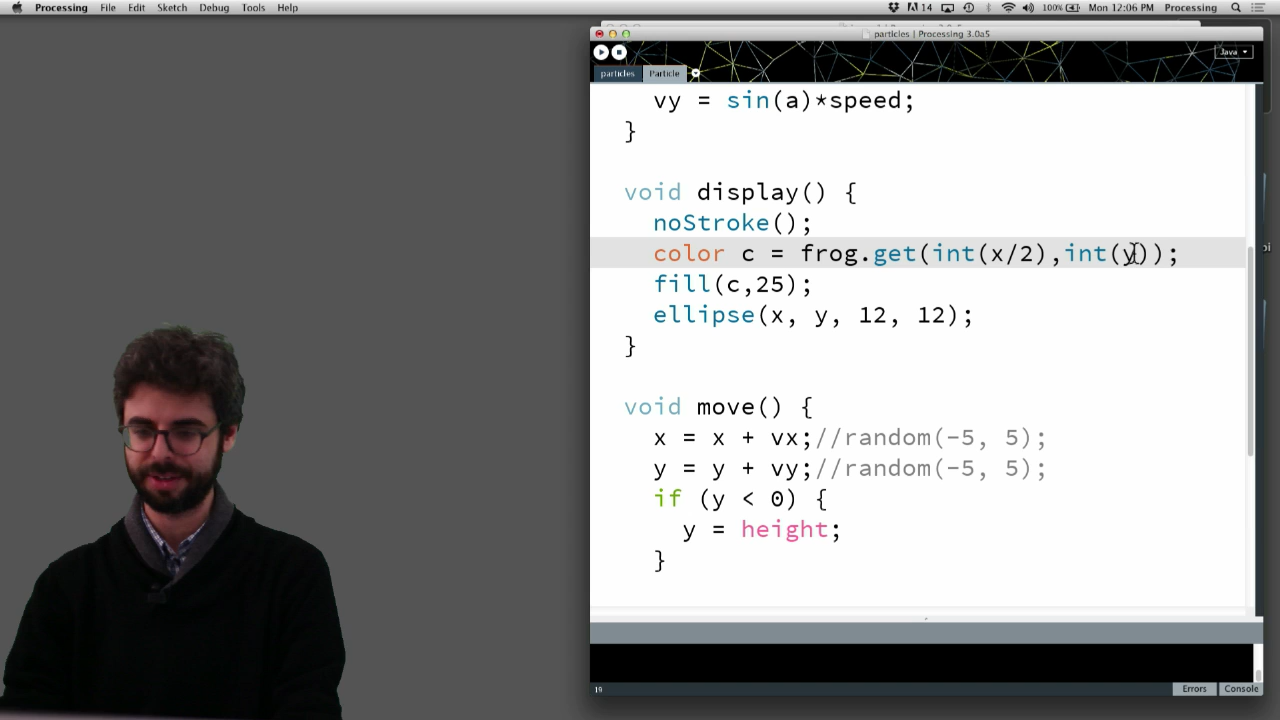 Processing File Edit Sketch Debug Tools Help 14 100% Mon 12:06 PM Processing
particles | Processing 3.0a5
Java
particles Particle
vy = sin(a)*speed;
}
void display() {
noStroke();
color c = frog.get(int(x/2),int(y));
fill(c,25);
ellipse(x, y, 12, 12);
}
void move() {
x = x + vx;//random(-5, 5);
y = y + vy;//random(-5, 5);
if (y < 0) {
y = height;
}
19 Errors Console